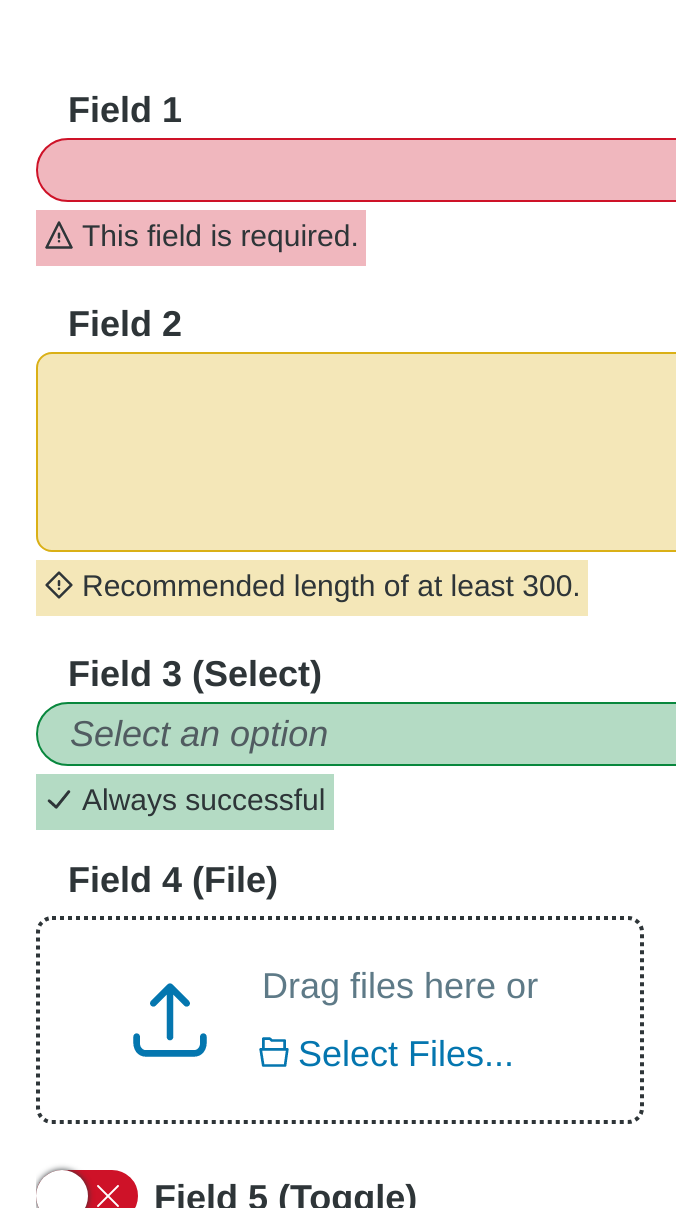 Field 1
This field is required.
Field 2
Recommended length of at least 300.
Field 3 (Select)
Select an option
Always successful
Field 4 (File)
Drag files here or
Select Files...
Field 5 (Toggle)